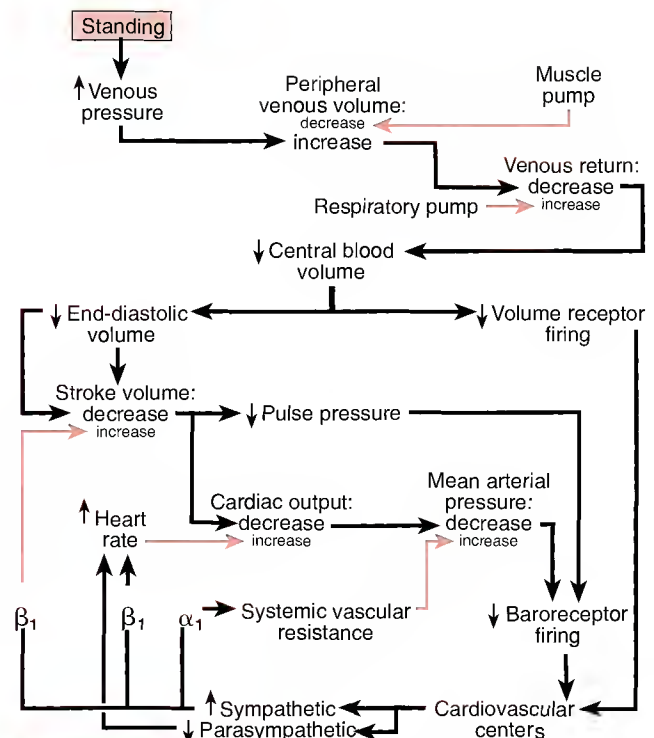 Standing
↑ Venous
pressure
Peripheral
venous volume:
decrease
increase
Muscle
pump
Venous return:
decrease
increase
Respiratory pump
↓ Central blood
volume
↓ End-diastolic
volume
↓ Volume receptor
firing
Stroke volume:
decrease
increase
↓ Pulse pressure
↑ Heart
rate
Cardiac output:
decrease
increase
Mean arterial
pressure:
decrease
increase
β₁
β₁
α₁
Systemic vascular
resistance
↓ Baroreceptor
firing
↑ Sympathetic
↓ Parasympathetic
Cardiovascular
centers